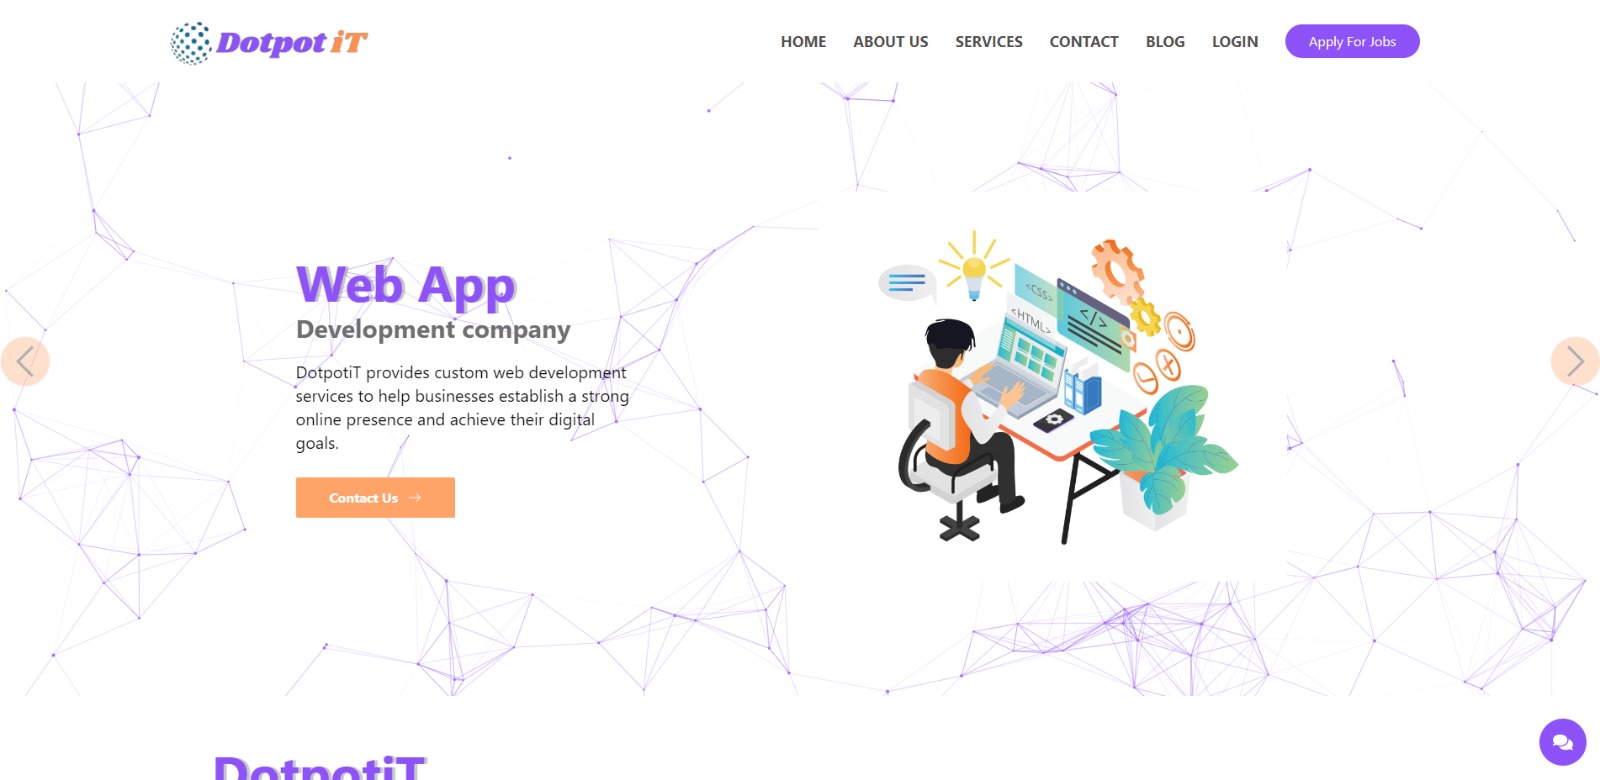 Dotpot iT
HOME ABOUT US SERVICES CONTACT BLOG LOGIN Apply For Jobs
Web App
Development company
DotpotiT provides custom web development
services to help businesses establish a strong
online presence and achieve their digital
goals.
Contact Us
<CSS>
<HTML>
</>
DotpotiT